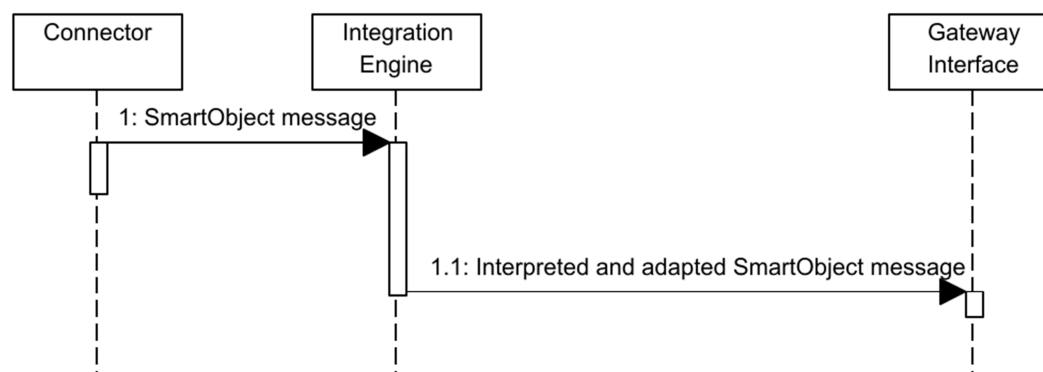 Connector
Integration
Engine
Gateway
Interface
1: SmartObject message
1.1: Interpreted and adapted SmartObject message